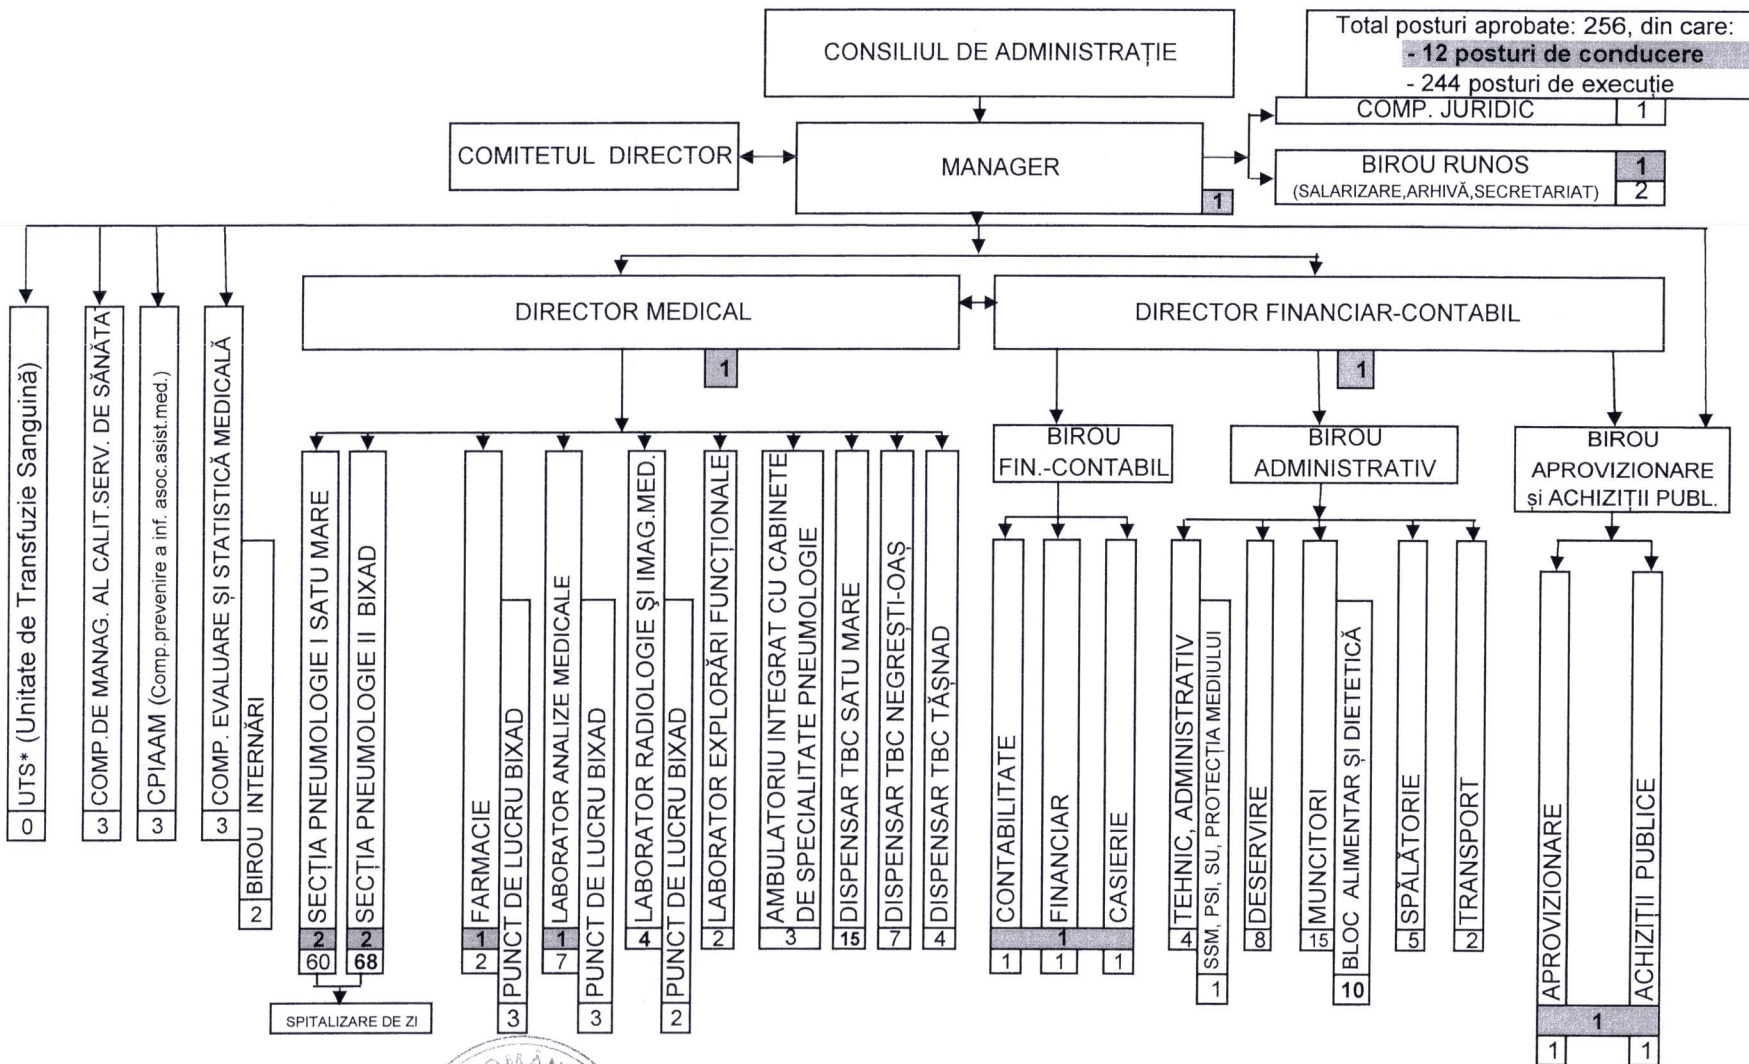 CONSILIUL DE ADMINISTRAȚIE
Total posturi aprobate: 256, din care:
- 12 posturi de conducere
- 244 posturi de execuție
COMITETUL DIRECTOR
MANAGER
1
COMP. JURIDIC 1
BIROU RUNOS 1
(SALARIZARE,ARHIVĂ,SECRETARIAT) 2
DIRECTOR MEDICAL
1
DIRECTOR FINANCIAR-CONTABIL
1
UTS* (Unitate de Transfuzie Sanguină)
0
COMP.DE MANAG. AL CALIT.SERV. DE SĂNĂTA
3
CPIAAM (Comp.prevenire a inf. asoc.asist.med.)
3
COMP. EVALUARE ȘI STATISTICĂ MEDICALĂ
3
BIROU INTERNĂRI
2
SECȚIA PNEUMOLOGIE I SATU MARE
2
60
SECȚIA PNEUMOLOGIE II BIXAD
2
68
SPITALIZARE DE ZI
FARMACIE
1
2
PUNCT DE LUCRU BIXAD
3
LABORATOR ANALIZE MEDICALE
1
7
PUNCT DE LUCRU BIXAD
3
LABORATOR RADIOLOGIE ȘI IMAG.MED.
4
PUNCT DE LUCRU BIXAD
2
LABORATOR EXPLORĂRI FUNCȚIONALE
2
AMBULATORIU INTEGRAT CU CABINETE
DE SPECIALITATE PNEUMOLOGIE
3
DISPENSAR TBC SATU MARE
15
DISPENSAR TBC NEGREȘTI-OAȘ
7
DISPENSAR TBC TĂȘNAD
4
BIROU
FIN.-CONTABIL
CONTABILITATE
FINANCIAR
CASIERIE
1
1
1
1
BIROU
ADMINISTRATIV
TEHNIC, ADMINISTRATIV
4
SSM, PSI, SU, PROTECȚIA MEDIULUI
1
DESERVIRE
8
MUNCITORI
15
BLOC ALIMENTAR ȘI DIETETICĂ
10
SPĂLĂTORIE
5
TRANSPORT
2
BIROU
APROVIZIONARE
și ACHIZIȚII PUBL.
APROVIZIONARE
ACHIZIȚII PUBLICE
1
1
1